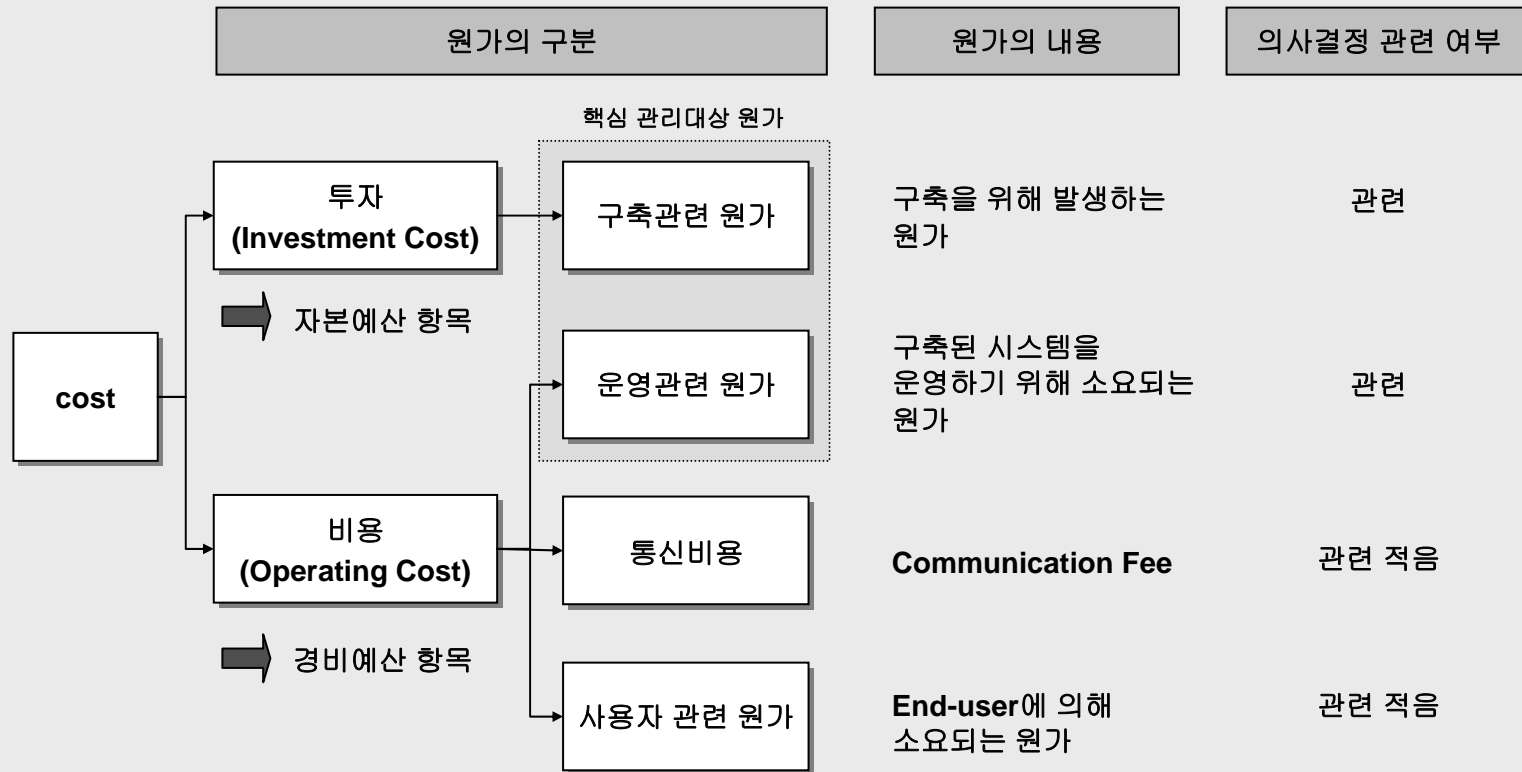 원가의 구분
원가의 내용
의사결정 관련 여부
핵심 관리대상 원가
투자
(Investment Cost)
구축관련 원가
구축을 위해 발생하는
원가
관련
자본예산 항목
cost
운영관련 원가
구축된 시스템을
운영하기 위해 소요되는
원가
관련
비용
(Operating Cost)
통신비용
Communication Fee
관련 적음
경비예산 항목
사용자 관련 원가
End-user에 의해
소요되는 원가
관련 적음